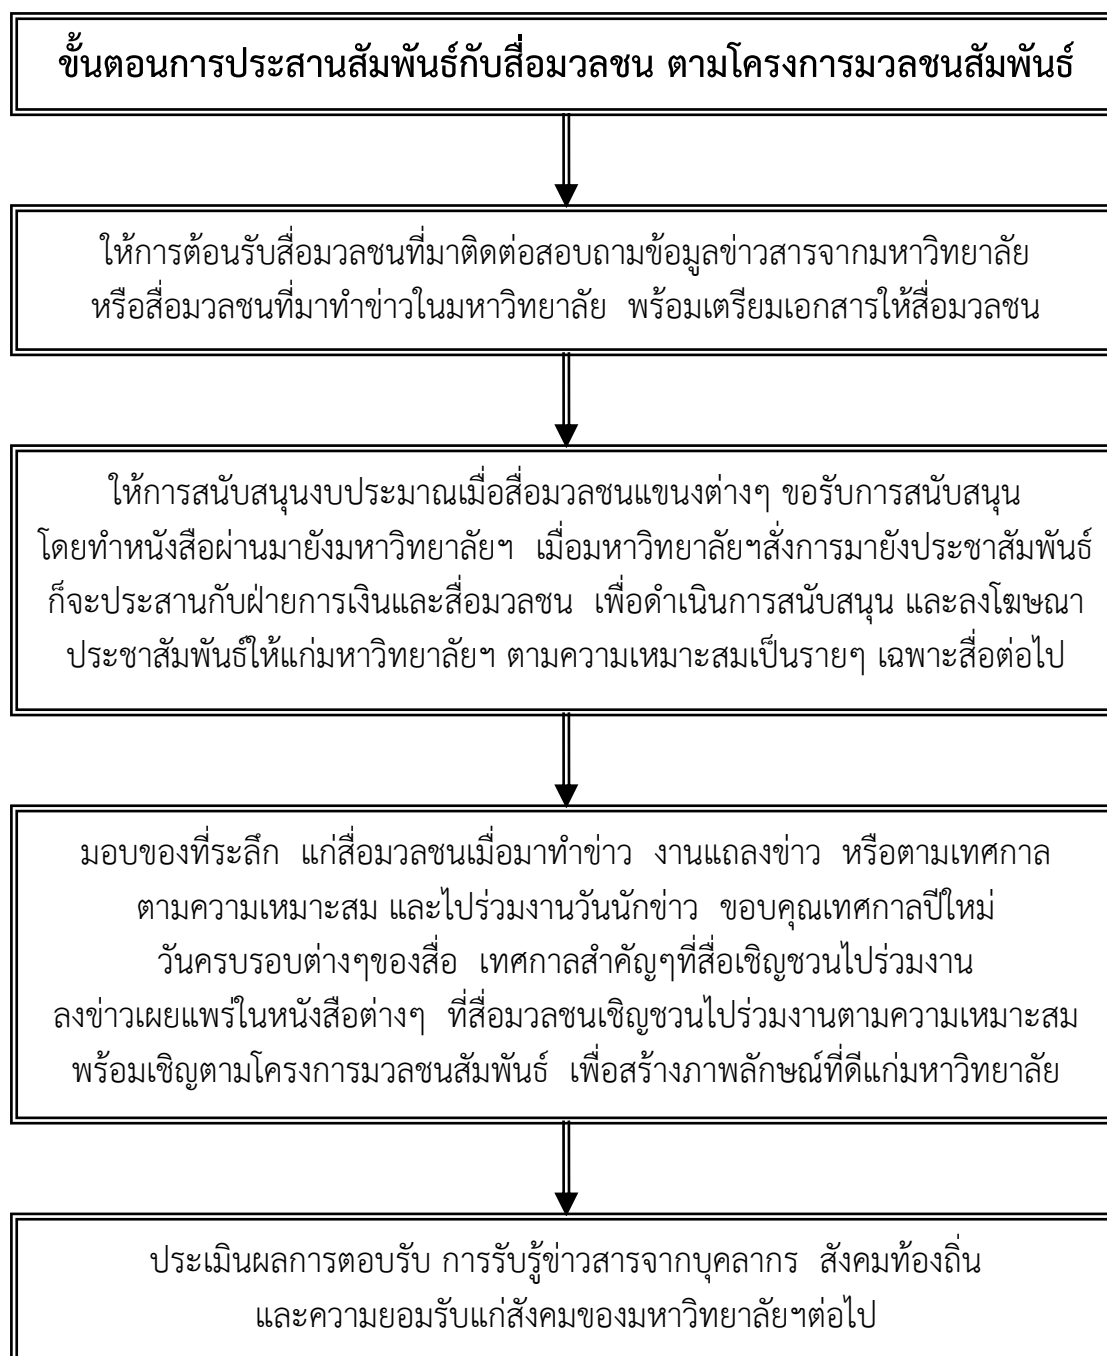 ขั้นตอนการประสานสัมพันธ์กับสื่อมวลชน ตามโครงการมวลชนสัมพันธ์
ให้การต้อนรับสื่อมวลชนที่มาติดต่อสอบถามข้อมูลข่าวสารจากมหาวิทยาลัย
หรือสื่อมวลชนที่มาทำข่าวในมหาวิทยาลัย พร้อมเตรียมเอกสารให้สื่อมวลชน
ให้การสนับสนุนงบประมาณเมื่อสื่อมวลชนแขนงต่างๆ ขอรับการสนับสนุน
โดยทำหนังสือผ่านมายังมหาวิทยาลัยฯ เมื่อมหาวิทยาลัยฯสั่งการมายังประชาสัมพันธ์
ก็จะประสานกับฝ่ายการเงินและสื่อมวลชน เพื่อดำเนินการสนับสนุน และลงโฆษณา
ประชาสัมพันธ์ให้แก่มหาวิทยาลัยฯ ตามความเหมาะสมเป็นรายๆ เฉพาะสื่อต่อไป
มอบของที่ระลึก แก่สื่อมวลชนเมื่อมาทำข่าว งานแถลงข่าว หรือตามเทศกาล
ตามความเหมาะสม และไปร่วมงานวันนักข่าว ขอบคุณเทศกาลปีใหม่
วันครบรอบต่างๆของสื่อ เทศกาลสำคัญๆที่สื่อเชิญชวนไปร่วมงาน
ลงข่าวเผยแพร่ในหนังสือต่างๆ ที่สื่อมวลชนเชิญชวนไปร่วมงานตามความเหมาะสม
พร้อมเชิญตามโครงการมวลชนสัมพันธ์ เพื่อสร้างภาพลักษณ์ที่ดีแก่มหาวิทยาลัย
ประเมินผลการตอบรับ การรับรู้ข่าวสารจากบุคลากร สังคมท้องถิ่น
และความยอมรับแก่สังคมของมหาวิทยาลัยฯต่อไป